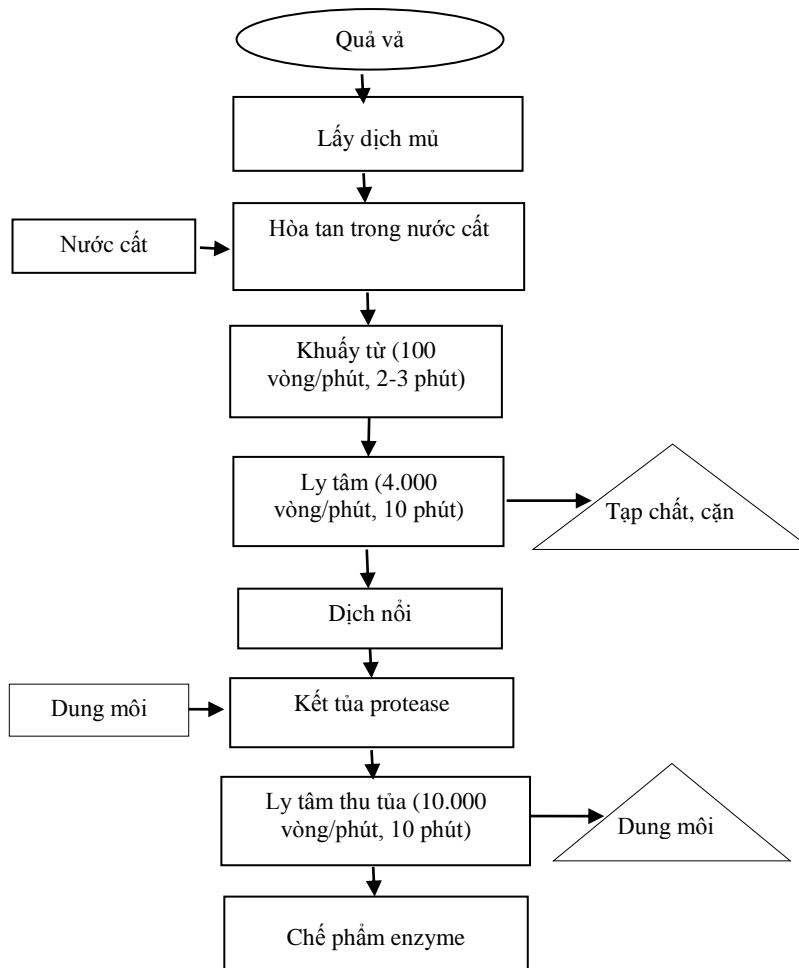 Quả vả
Lấy dịch mủ
Nước cất
Hòa tan trong nước cất
Khuấy từ (100
vòng/phút, 2-3 phút)
Ly tâm (4.000
vòng/phút, 10 phút)
Tạp chất, cặn
Dịch nổi
Dung môi
Kết tủa protease
Ly tâm thu tủa (10.000
vòng/phút, 10 phút)
Dung môi
Chế phẩm enzyme